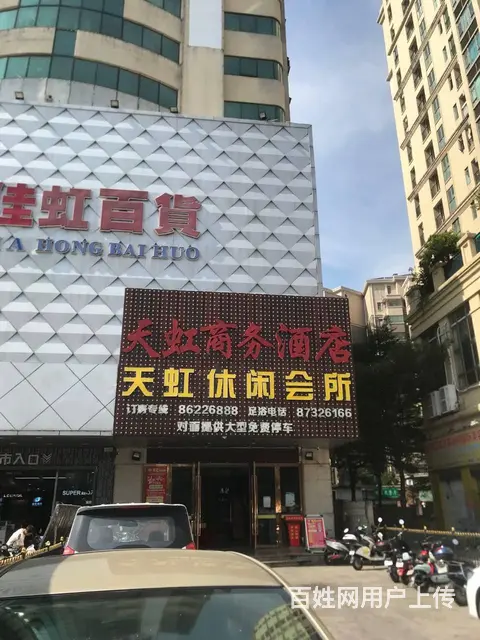 佳虹百貨
A HONG BAI HUO
天虹商务酒店
天虹休闲会所
订房专线 86226888 足浴电话 87326166
对面提供大型免费停车
市入口
SUPER
百姓网用户上传